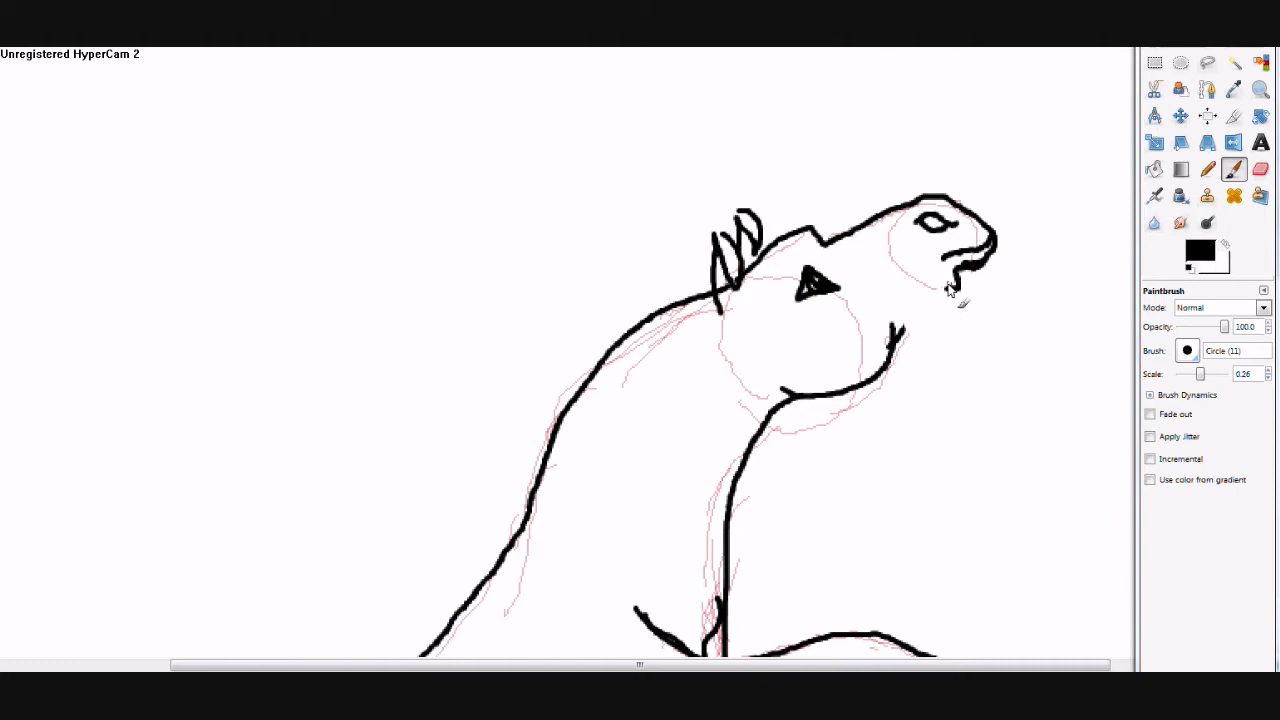 Unregistered HyperCam 2
Paintbrush
Mode: Normal
Opacity: 100.0
Brush: Circle (11)
Scale: 0.26
Brush Dynamics
Fade out
Apply Jitter
Incremental
Use color from gradient